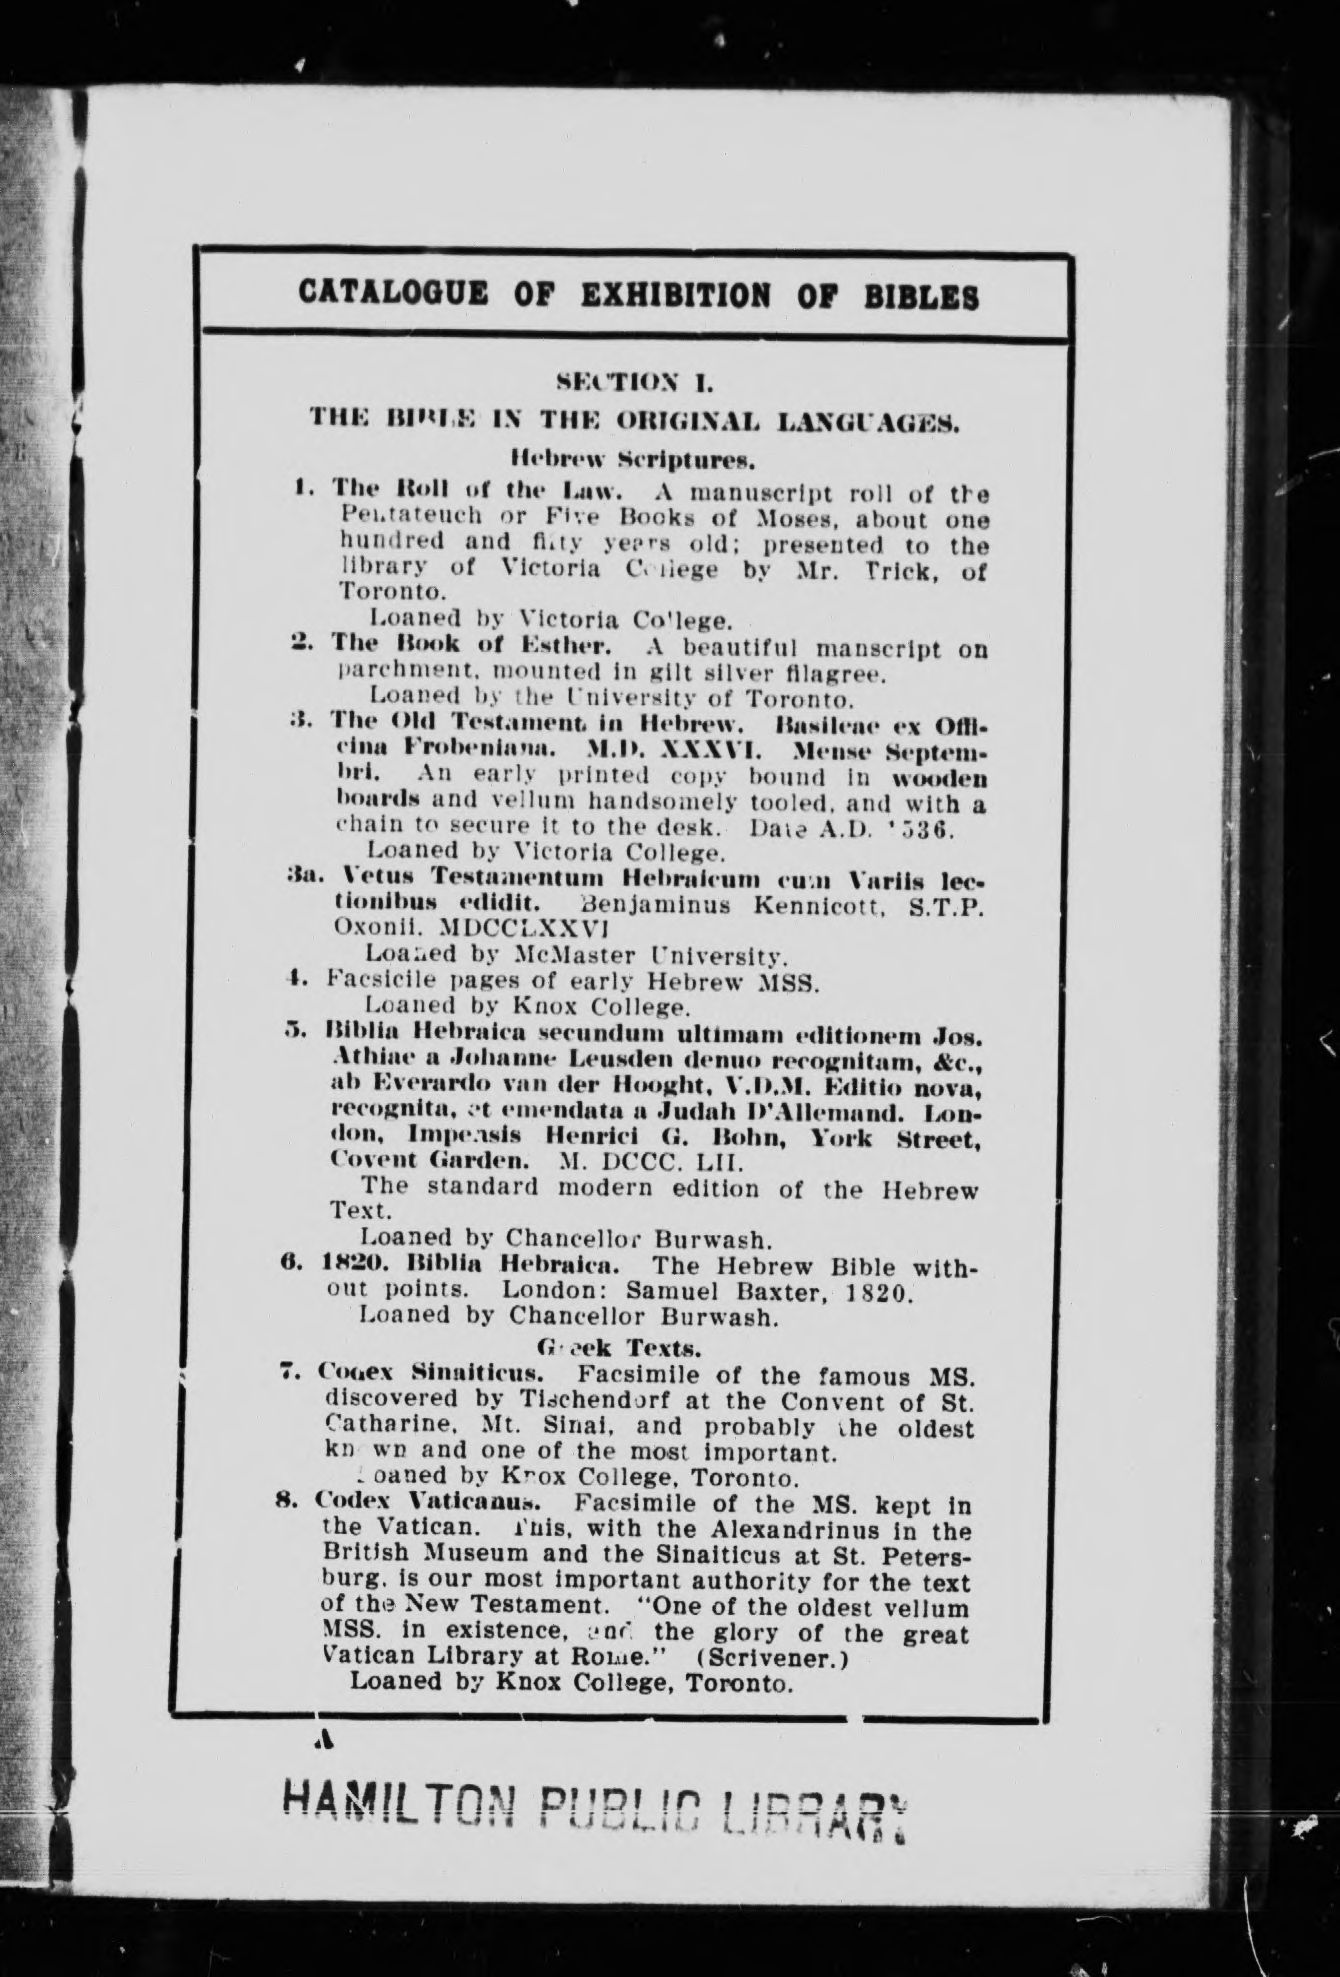 CATALOGUE OF EXHIBITION OF BIBLES
SECTION I.
THE BIBLE IN THE ORIGINAL LANGUAGES.
Hebrew Scriptures.
1. The Roll of the Law. A manuscript roll of the
Pentateuch or Five Books of Moses, about one
hundred and fifty years old; presented to the
library of Victoria College by Mr. Trick, of
Toronto.
Loaned by Victoria College.
2. The Book of Esther. A beautiful manscript on
parchment, mounted in gilt silver filagree.
Loaned by the University of Toronto.
3. The Old Testament in Hebrew. Basileae ex Offi-
cina Frobeniana. M.D. XXXVI. Mense Septem-
bri. An early printed copy bound in wooden
boards and vellum handsomely tooled, and with a
chain to secure it to the desk. Date A.D. 1536.
Loaned by Victoria College.
3a. Vetus Testamentum Hebraicum cum Variis lec-
tionibus edidit. Benjaminus Kennicott, S.T.P.
Oxonii. MDCCLXXVI
Loaned by McMaster University.
4. Facsicile pages of early Hebrew MSS.
Loaned by Knox College.
5. Biblia Hebraica secundum ultimam editionem Jos.
Athiae a Johanne Leusden denuo recognitam, &c.,
ab Everardo van der Hooght, V.D.M. Editio nova,
recognita, et emendata a Judah D'Allemand. Lon-
don, Impensis Henrici G. Bohn, York Street,
Covent Garden. M. DCCC. LII.
The standard modern edition of the Hebrew
Text.
Loaned by Chancellor Burwash.
6. 1820. Biblia Hebraica. The Hebrew Bible with-
out points. London: Samuel Baxter, 1820.
Loaned by Chancellor Burwash.
Greek Texts.
7. Codex Sinaiticus. Facsimile of the famous MS.
discovered by Tischendorf at the Convent of St.
Catharine, Mt. Sinai, and probably the oldest
known and one of the most important.
Loaned by Knox College, Toronto.
8. Codex Vaticanus. Facsimile of the MS. kept in
the Vatican. This, with the Alexandrinus in the
British Museum and the Sinaiticus at St. Peters-
burg, is our most important authority for the text
of the New Testament. "One of the oldest vellum
MSS. in existence, and the glory of the great
Vatican Library at Rome." (Scrivener.)
Loaned by Knox College, Toronto.
A
HAMILTON PUBLIC LIBRARY